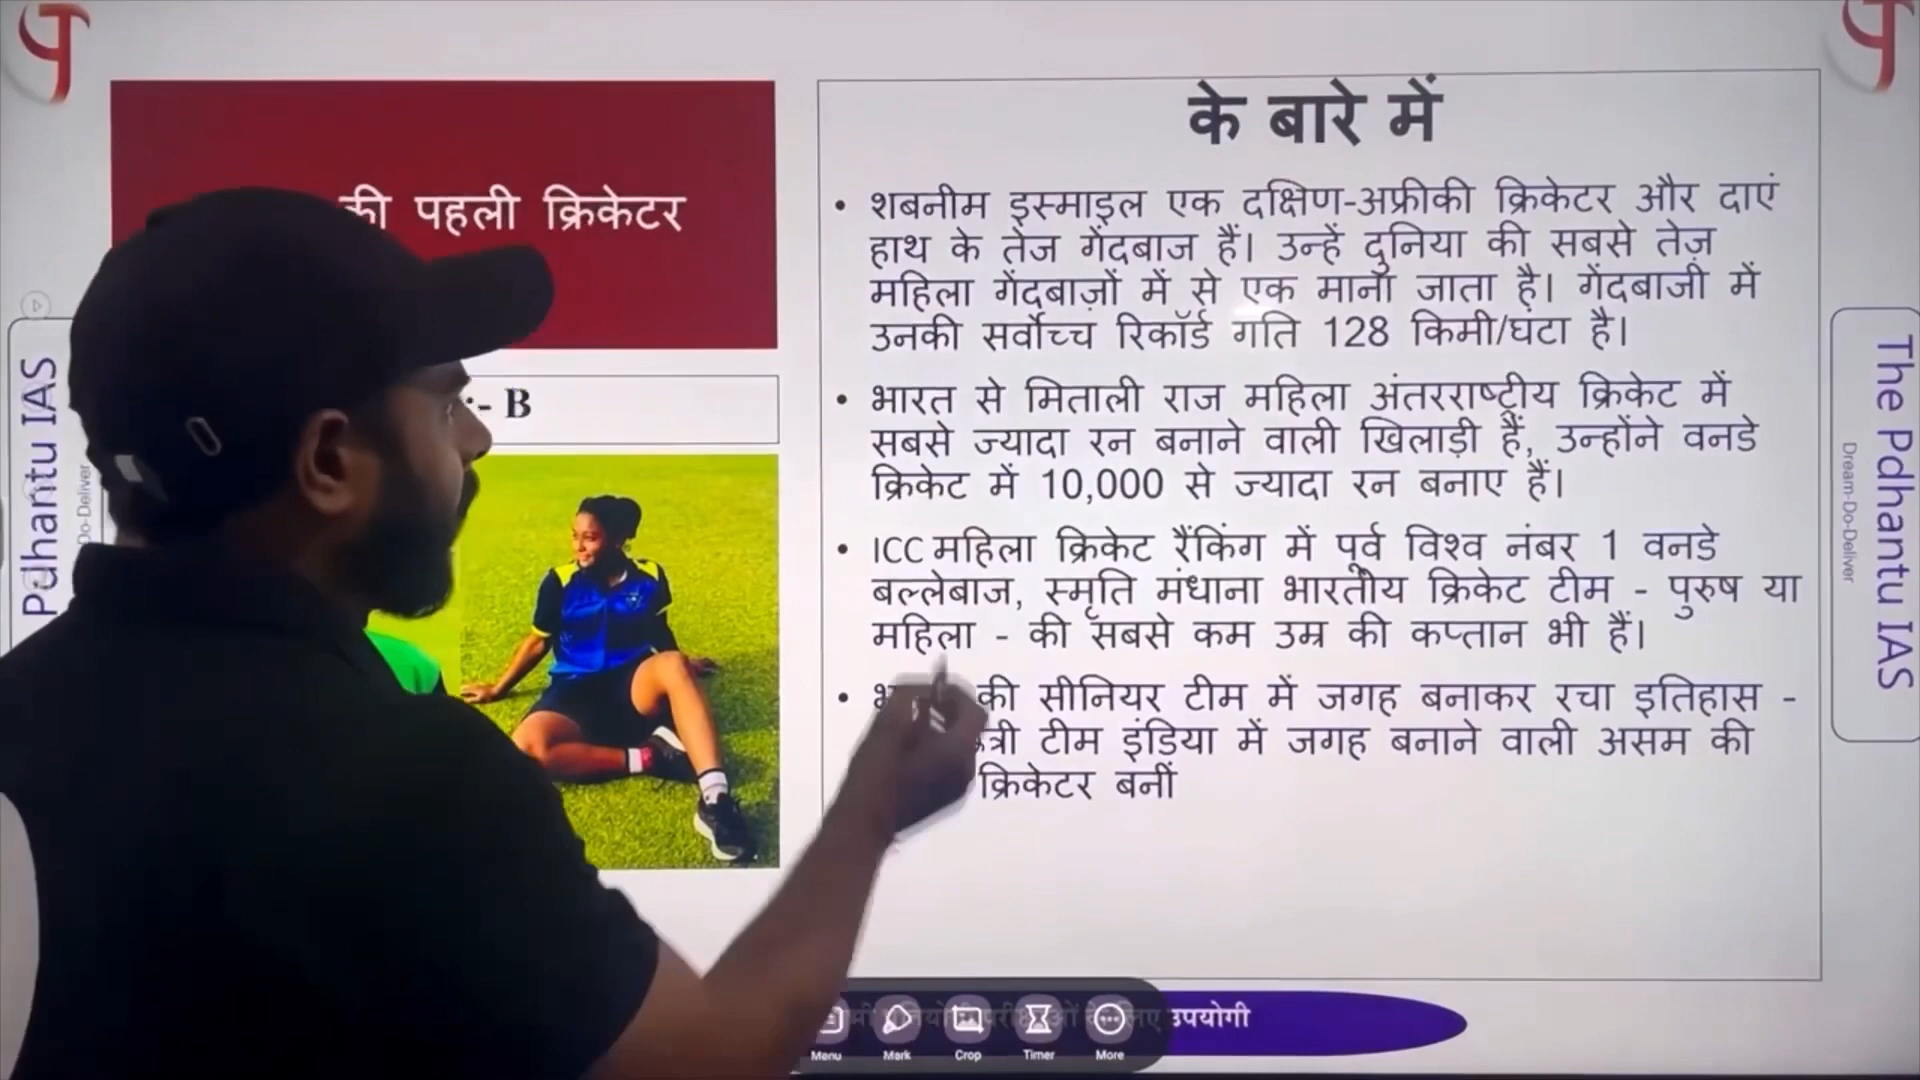 के बारे में
की पहली क्रिकेटर
:- B
• शबनीम इस्माइल एक दक्षिण-अफ्रीकी क्रिकेटर और दाएं
हाथ के तेज गेंदबाज हैं। उन्हें दुनिया की सबसे तेज़
महिला गेंदबाज़ों में से एक माना जाता है। गेंदबाजी में
उनकी सर्वोच्च रिकॉर्ड गति 128 किमी/घंटा है।
• भारत से मिताली राज महिला अंतरराष्ट्रीय क्रिकेट में
सबसे ज्यादा रन बनाने वाली खिलाड़ी हैं, उन्होंने वनडे
क्रिकेट में 10,000 से ज्यादा रन बनाए हैं।
• ICC महिला क्रिकेट रैंकिंग में पूर्व विश्व नंबर 1 वनडे
बल्लेबाज, स्मृति मंधाना भारतीय क्रिकेट टीम - पुरुष या
महिला - की सबसे कम उम्र की कप्तान भी हैं।
• की सीनियर टीम में जगह बनाकर रचा इतिहास -
टीम इंडिया में जगह बनाने वाली असम की
क्रिकेटर बनीं
Pdhantu IAS
Do-Deliver
The Pdhantu IAS
Dream-Do-Deliver
उपयोगी
Menu Mark Crop Timer More